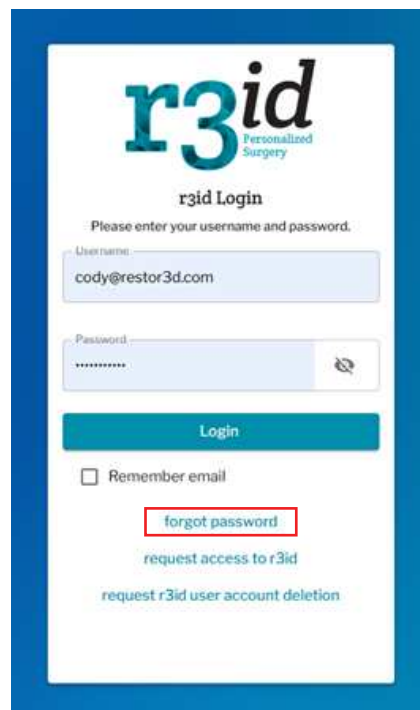 r3id
Personalized
Surgery
r3id Login
Please enter your username and password.
Username
cody@restor3d.com
Password
•••••••••••
Login
Remember email
forgot password
request access to r3id
request r3id user account deletion